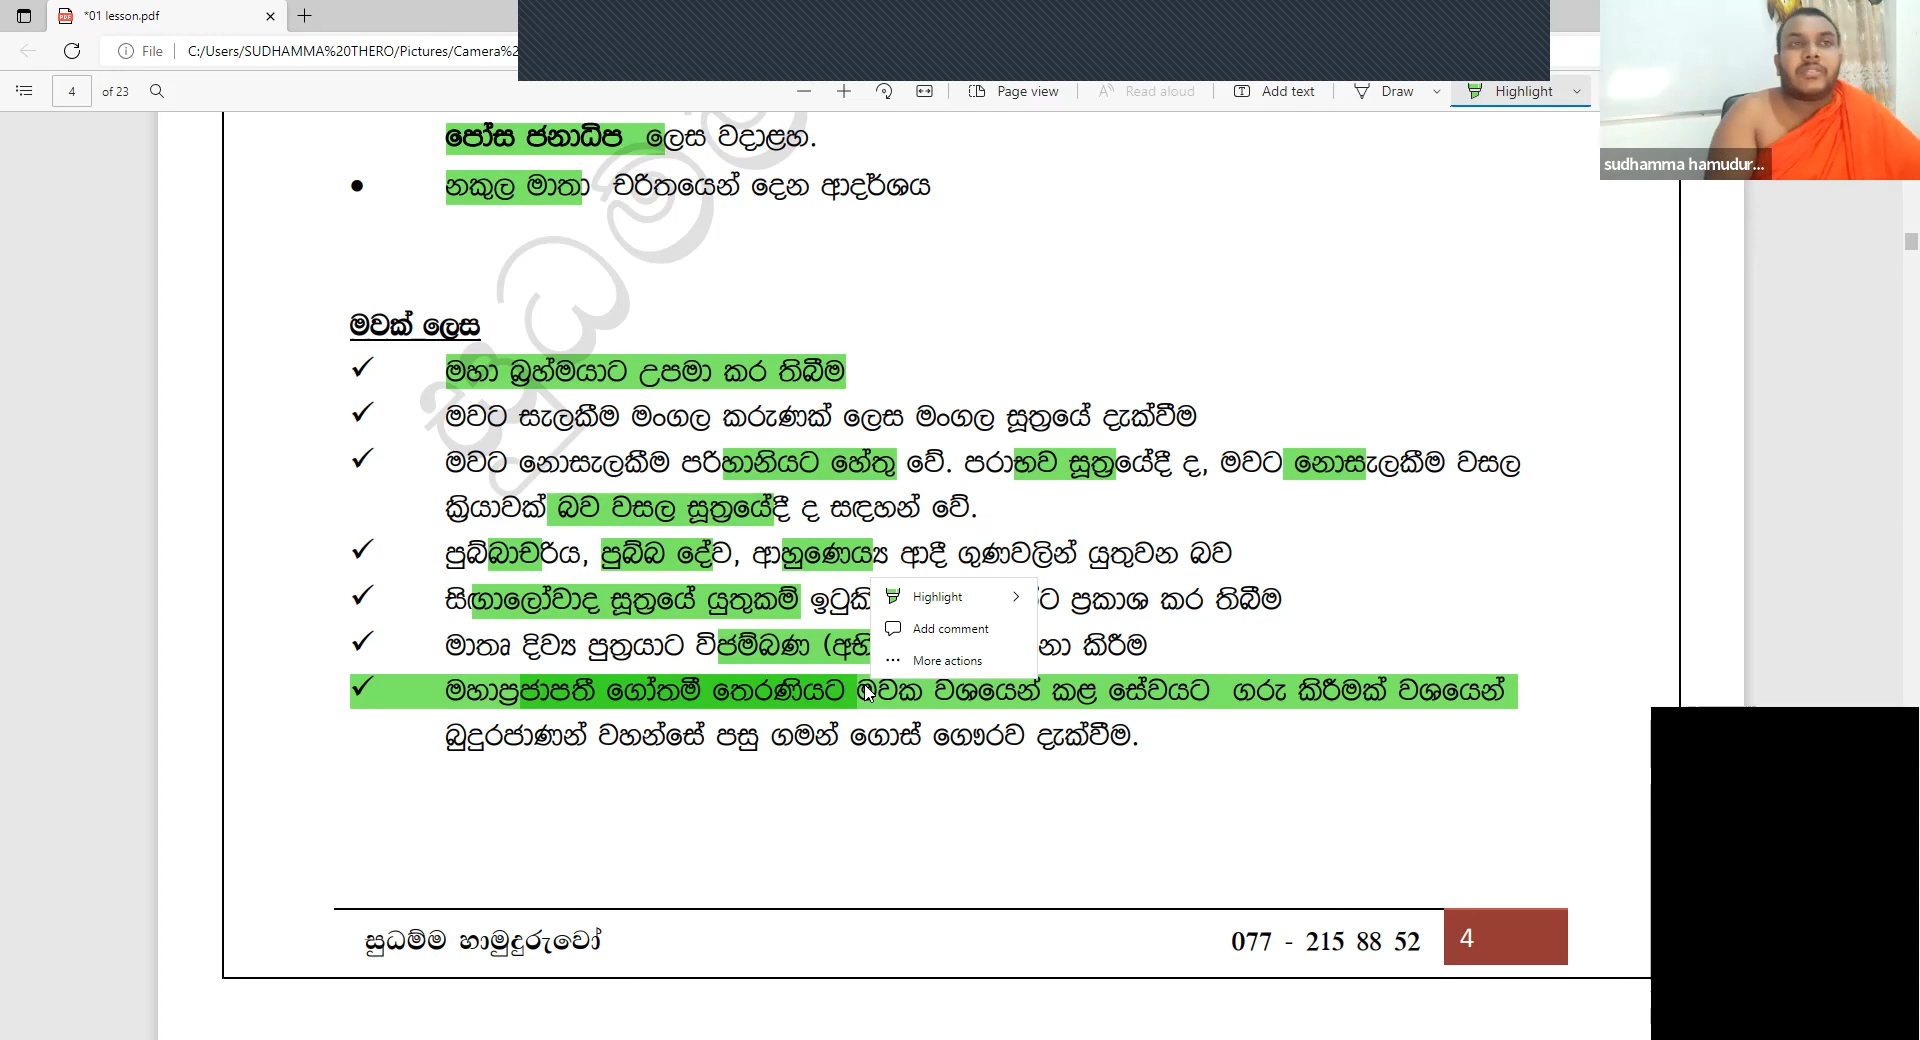 *01 lesson.pdf
File C:/Users/SUDHAMMA%20THERO/Pictures/Camera%2
4 of 23 Page view Read aloud Add text Draw Highlight
sudhamma hamudur...
පෝස ජනාධිප ලෙස වදාළහ.
● නකුල මාතා චරිතයෙන් දෙන ආදර්ශය
මවක් ලෙස
✓ මහා බ්‍රහ්මයාට උපමා කර තිබීම
✓ මවට සැලකීම මංගල කරුණක් ලෙස මංගල සූත්‍රයේ දැක්වීම
✓ මවට නොසැලකීම පරිහානියට හේතු වේ. පරාභව සූත්‍රයේදී ද, මවට නොසැලකීම වසල
ක්‍රියාවක් බව වසල සූත්‍රයේදී ද සඳහන් වේ.
✓ පුබ්බාචරිය, පුබ්බ දේව, ආහුණෙය්‍ය ආදී ගුණවලින් යුතුවන බව
✓ සිඟාලෝවාද සූත්‍රයේ යුතුකම් ඉටුකි ට ප්‍රකාශ කර තිබීම
✓ මාතෘ දිව්‍ය පුත්‍රයාට විජම්බණ (අභි නා කිරීම
✓ මහාප්‍රජාපතී ගෝතමී තෙරණියට මවක වශයෙන් කළ සේවයට ගරු කිරීමක් වශයෙන්
බුදුරජාණන් වහන්සේ පසු ගමන් ගොස් ගෞරව දැක්වීම.
Highlight
Add comment
More actions
සුධම්ම හාමුදුරුවෝ 077 - 215 88 52 4